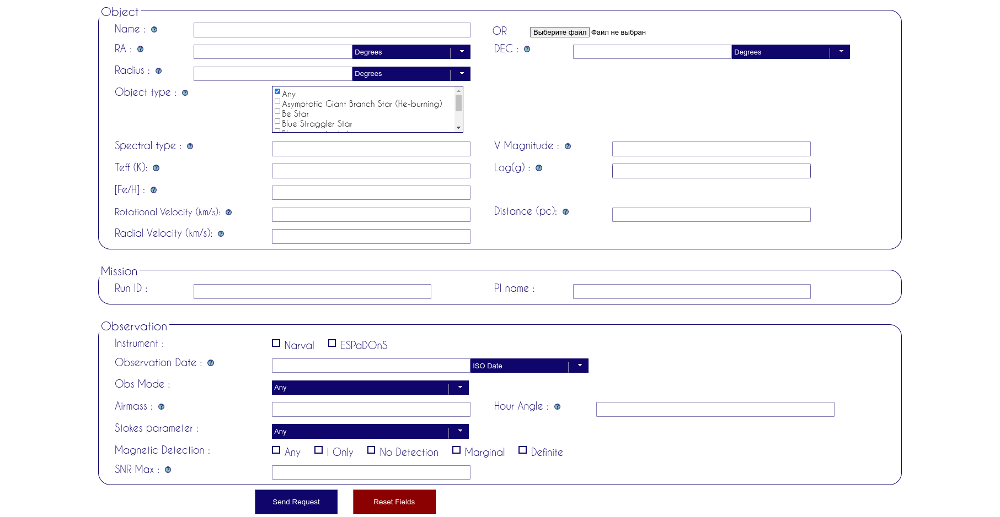 Object
Name :
OR Выберите файл Файл не выбран
RA : Degrees DEC : Degrees
Radius : Degrees
Object type :
Any
Asymptotic Giant Branch Star (He-burning)
Be Star
Blue Straggler Star
Spectral type : V Magnitude :
Teff (K): Log(g) :
[Fe/H] :
Rotational Velocity (km/s): Distance (pc):
Radial Velocity (km/s):
Mission
Run ID : PI name :
Observation
Instrument : Narval ESPaDOnS
Observation Date : ISO Date
Obs Mode : Any
Airmass : Hour Angle :
Stokes parameter : Any
Magnetic Detection : Any I Only No Detection Marginal Definite
SNR Max :
Send Request Reset Fields